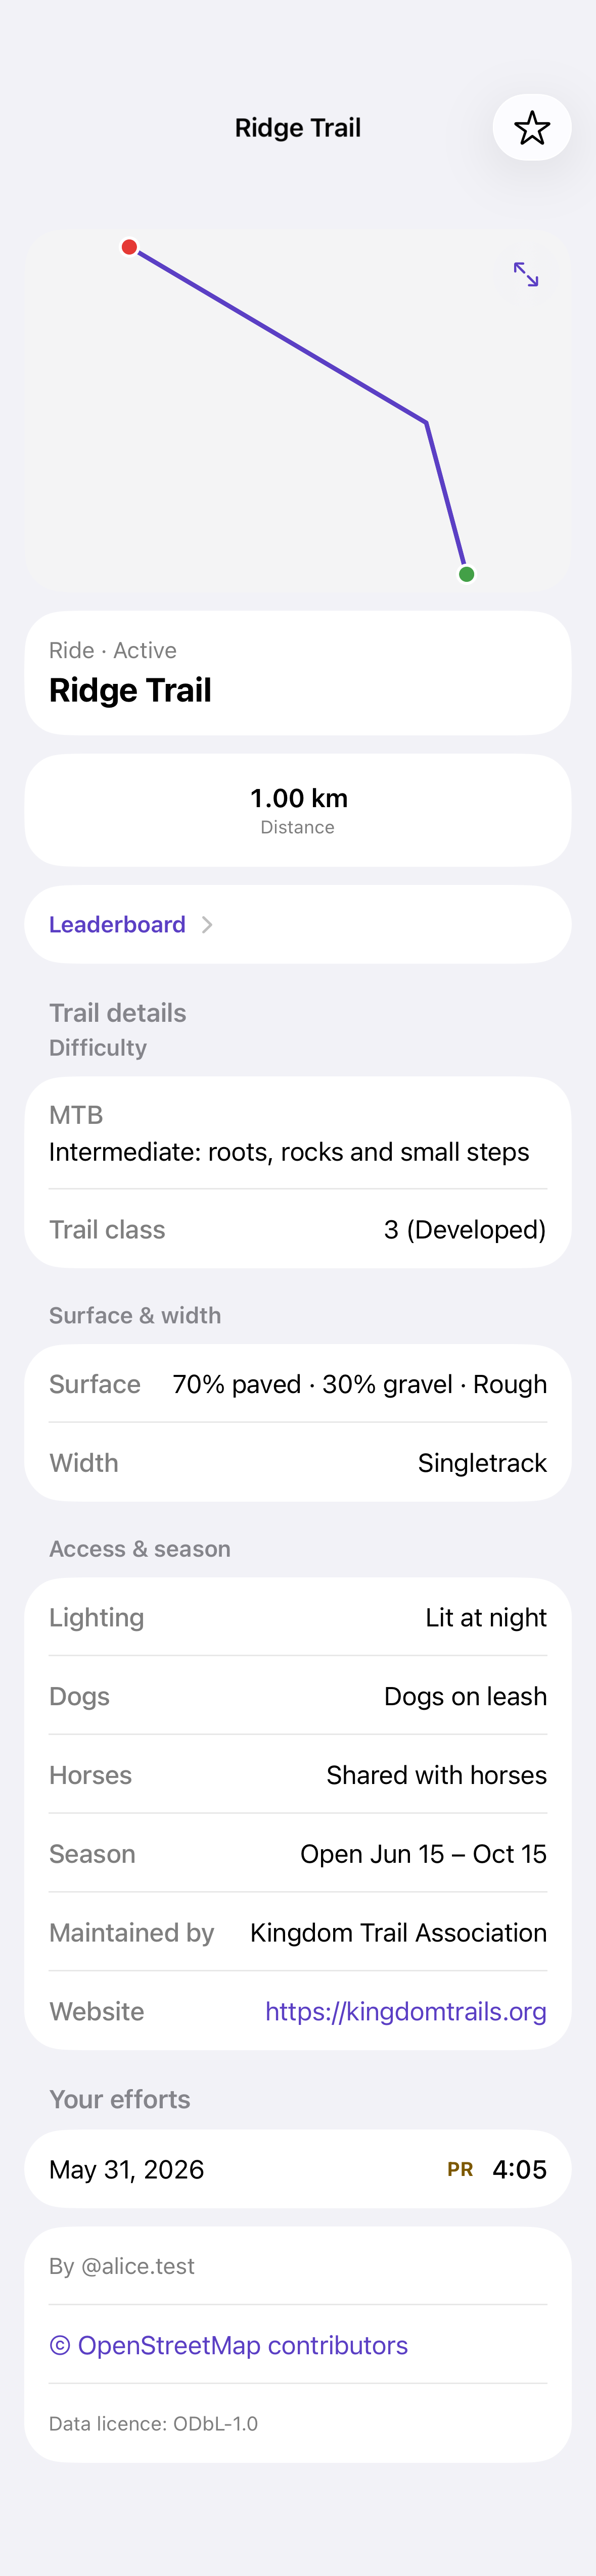 Ridge Trail
Ride · Active
Ridge Trail
1.00 km
Distance
Leaderboard
Trail details
Difficulty
MTB
Intermediate: roots, rocks and small steps
Trail class 3 (Developed)
Surface & width
Surface 70% paved · 30% gravel · Rough
Width Singletrack
Access & season
Lighting Lit at night
Dogs Dogs on leash
Horses Shared with horses
Season Open Jun 15 – Oct 15
Maintained by Kingdom Trail Association
Website https://kingdomtrails.org
Your efforts
May 31, 2026 PR 4:05
By @alice.test
© OpenStreetMap contributors
Data licence: ODbL-1.0